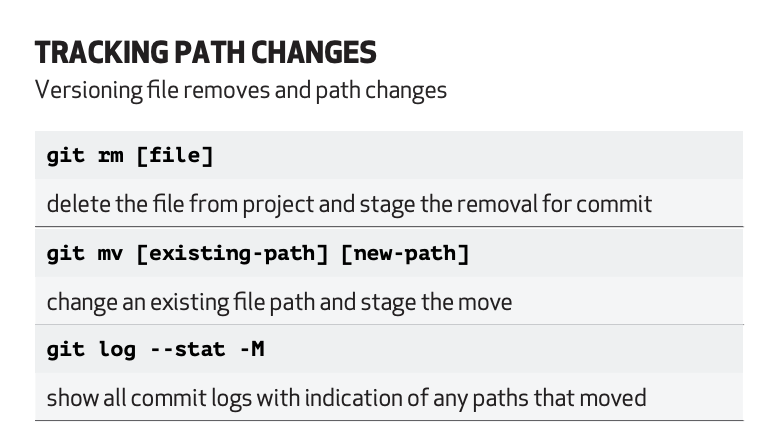 TRACKING PATH CHANGES
Versioning file removes and path changes
git rm [file]
delete the file from project and stage the removal for commit
git mv [existing-path] [new-path]
change an existing file path and stage the move
git log --stat -M
show all commit logs with indication of any paths that moved